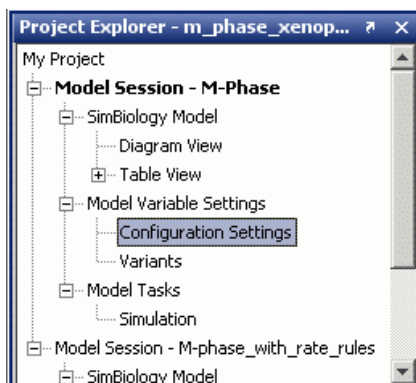 Project Explorer - m_phase_xenop...
My Project
Model Session - M-Phase
SimBiology Model
Diagram View
Table View
Model Variable Settings
Configuration Settings
Variants
Model Tasks
Simulation
Model Session - M-phase_with_rate_rules
SimBiology Model